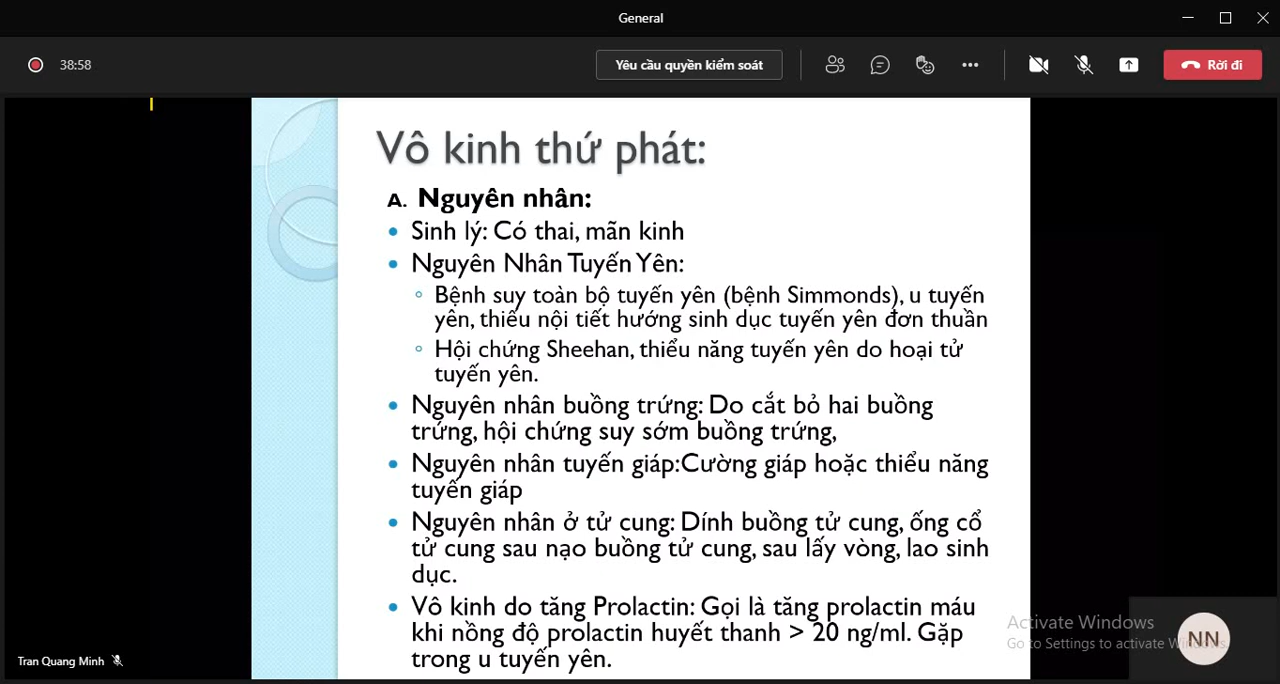 General
38:58
Yêu cầu quyền kiểm soát
Rời đi
Vô kinh thứ phát:
A. Nguyên nhân:
Sinh lý: Có thai, mãn kinh
Nguyên Nhân Tuyến Yên:
Bệnh suy toàn bộ tuyến yên (bệnh Simmonds), u tuyến
yên, thiếu nội tiết hướng sinh dục tuyến yên đơn thuần
Hội chứng Sheehan, thiểu năng tuyến yên do hoại tử
tuyến yên.
Nguyên nhân buồng trứng: Do cắt bỏ hai buồng
trứng, hội chứng suy sớm buồng trứng,
Nguyên nhân tuyến giáp:Cường giáp hoặc thiểu năng
tuyến giáp
Nguyên nhân ở tử cung: Dính buồng tử cung, ống cổ
tử cung sau nạo buồng tử cung, sau lấy vòng, lao sinh
dục.
Vô kinh do tăng Prolactin: Gọi là tăng prolactin máu
khi nồng độ prolactin huyết thanh > 20 ng/ml. Gặp
trong u tuyến yên.
Activate Windows
Go to Settings to activate Windows.
NN
Tran Quang Minh